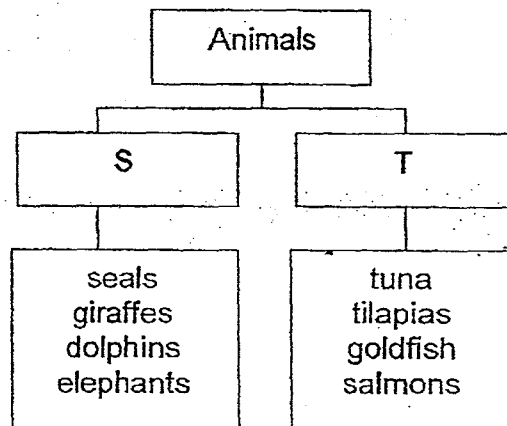 Animals
S
T
seals
giraffes
dolphins
elephants
tuna
tilapias
goldfish
salmons